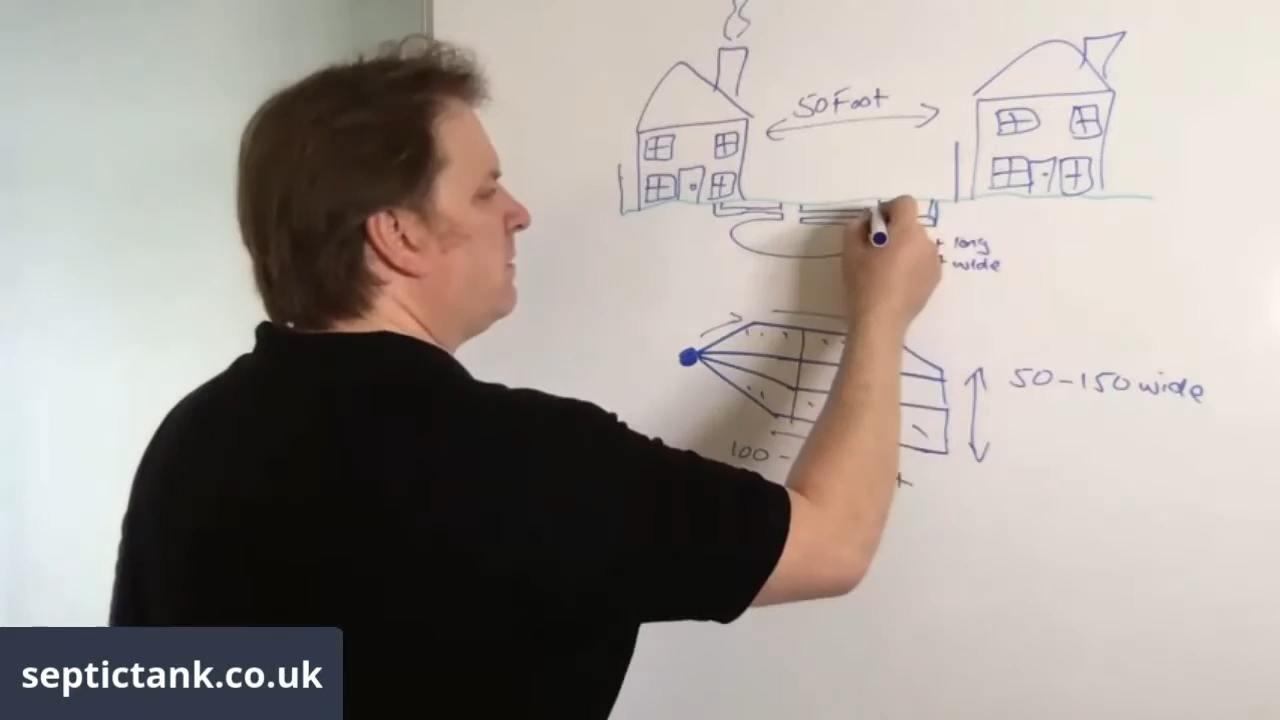 50 Foot
long
wide
50-150 wide
100 -
septictank.co.uk